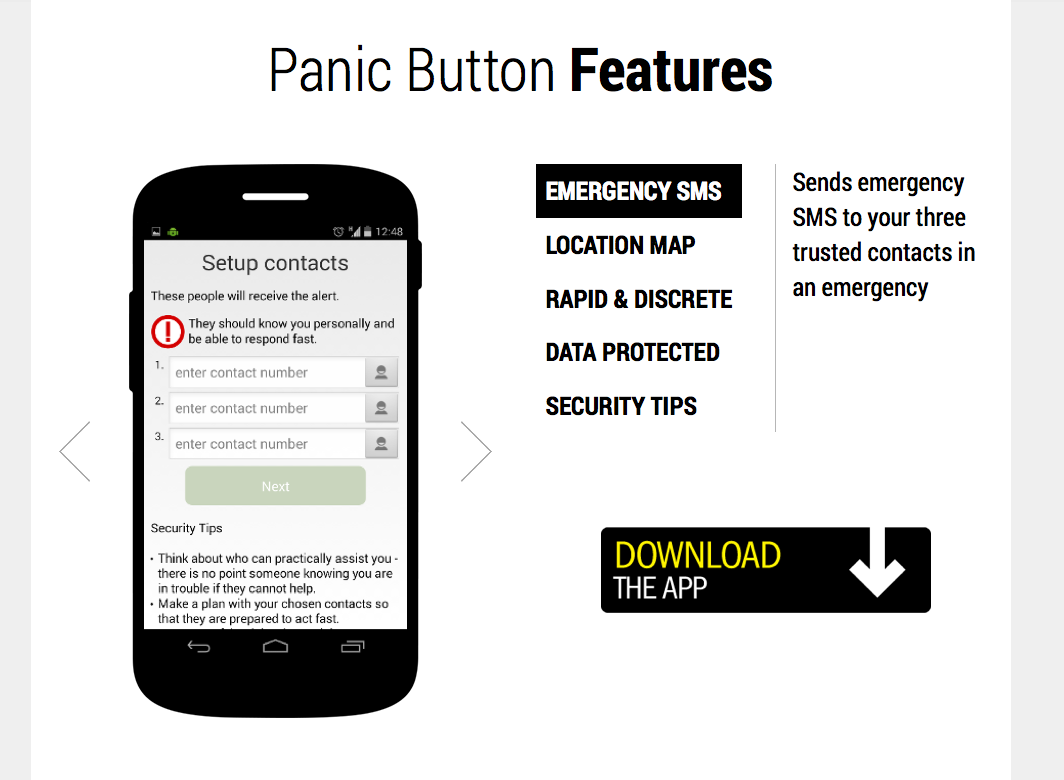 Panic Button Features
12:48
Setup contacts
These people will receive the alert.
They should know you personally and
be able to respond fast.
1. enter contact number
2. enter contact number
3. enter contact number
Next
Security Tips
• Think about who can practically assist you -
there is no point someone knowing you are
in trouble if they cannot help.
• Make a plan with your chosen contacts so
that they are prepared to act fast.
EMERGENCY SMS
LOCATION MAP
RAPID & DISCRETE
DATA PROTECTED
SECURITY TIPS
Sends emergency
SMS to your three
trusted contacts in
an emergency
DOWNLOAD
THE APP